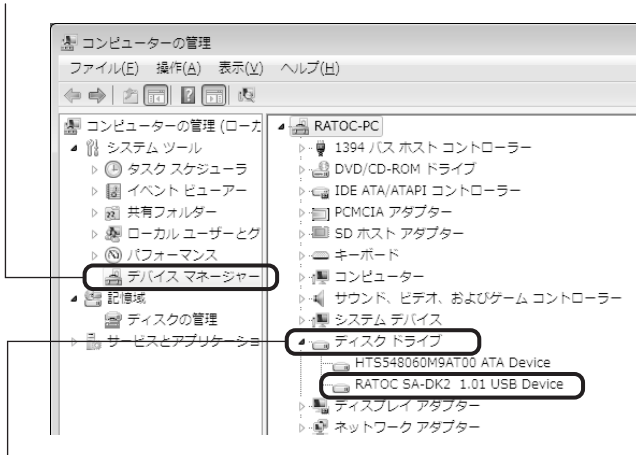 コンピューターの管理
ファイル(F) 操作(A) 表示(V) ヘルプ(H)
コンピューターの管理 (ローカ
システム ツール
タスク スケジューラ
イベント ビューアー
共有フォルダー
ローカル ユーザーとグ
パフォーマンス
デバイス マネージャー
記憶域
ディスクの管理
サービスとアプリケーショ
RATOC-PC
1394 バス ホスト コントローラー
DVD/CD-ROM ドライブ
IDE ATA/ATAPI コントローラー
PCMCIA アダプター
SD ホスト アダプター
キーボード
コンピューター
サウンド、ビデオ、およびゲーム コントローラー
システム デバイス
ディスク ドライブ
HTS548060M9AT00 ATA Device
RATOC SA-DK2 1.01 USB Device
ディスプレイ アダプター
ネットワーク アダプター